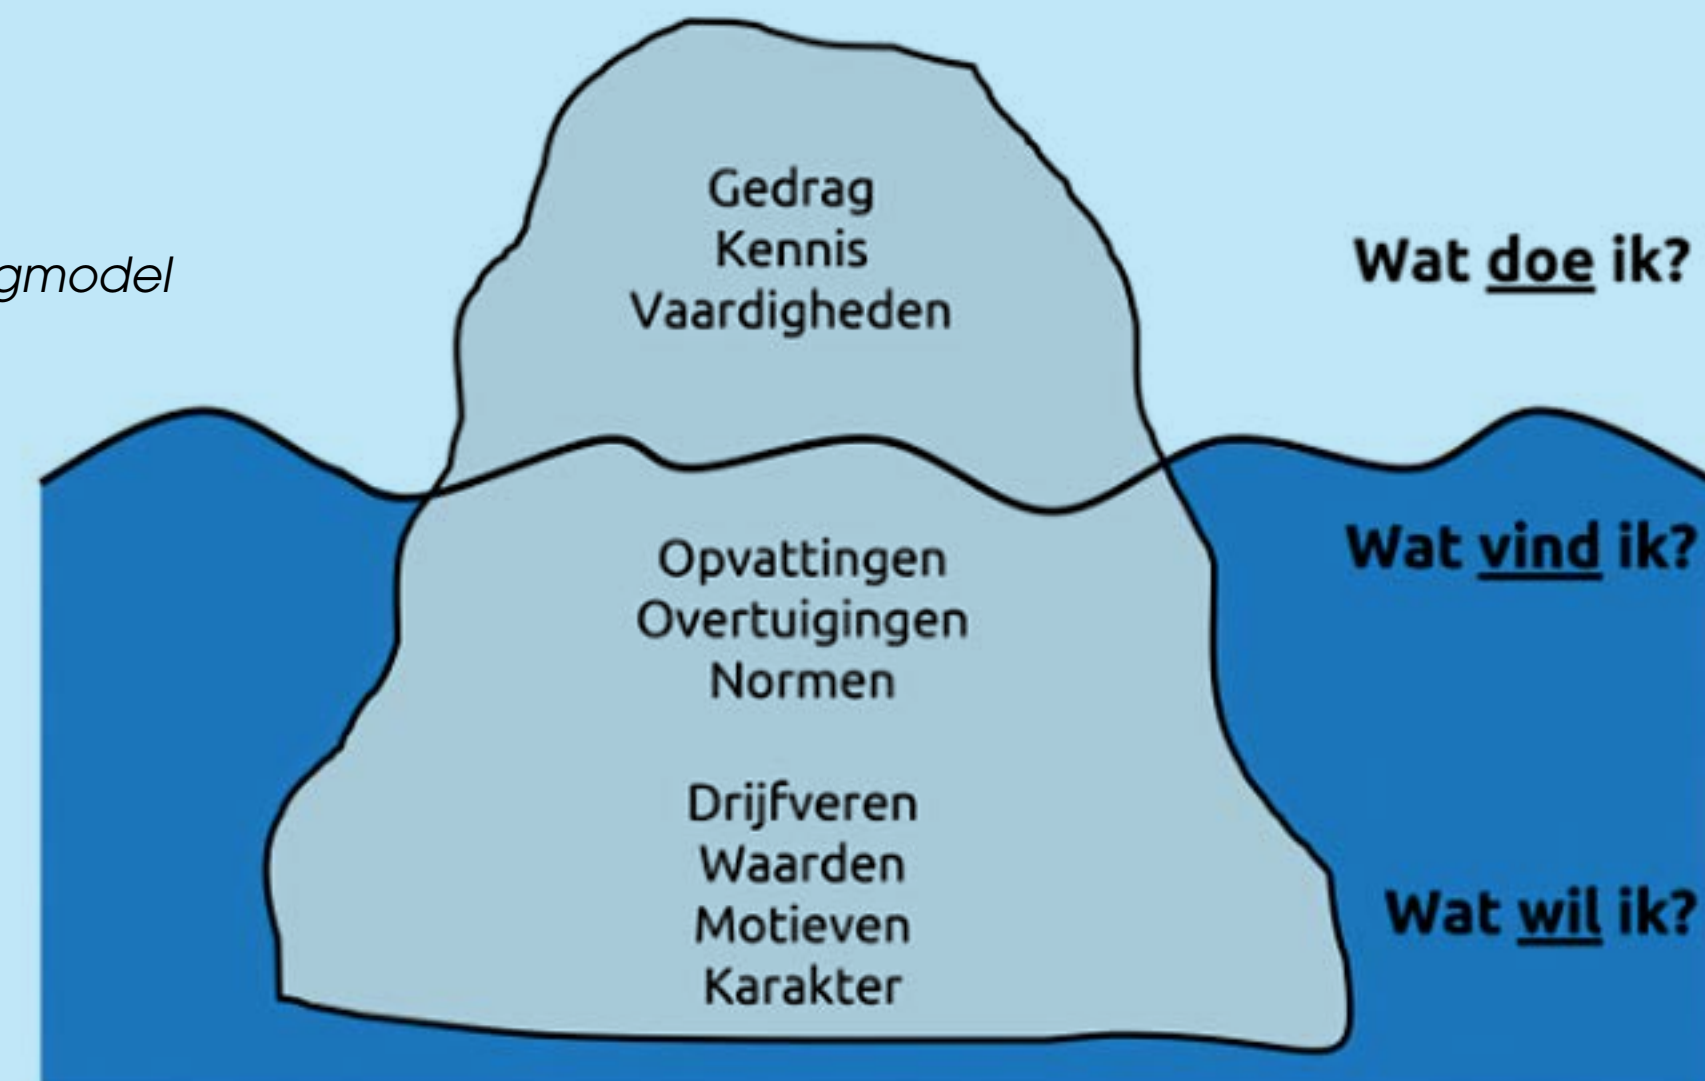 Gedrag
Kennis
Vaardigheden
gmodel
Wat doe ik?
Opvattingen
Overtuigingen
Normen
Wat vind ik?
Drijfveren
Waarden
Motieven
Karakter
Wat wil ik?